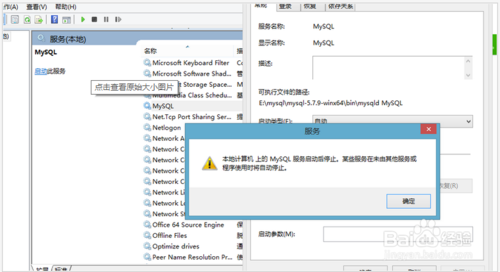 作(A) 查看(V) 帮助(H)
常规 登录 恢复 依存关系
服务(本地)
MySQL
启动此服务
点击查看原始大小图片
名称
Microsoft Keyboard Filter
Microsoft Software Shad...
Storage Space
Multimedia Class Schedu...
MySQL
Net.Tcp Port Sharing Ser...
Netlogon
Network C
Network C
Network C
Network L
Network L
Network S
Network S
Office 64 Source Engine
Offline Files
Optimize drives
Peer Name Resolution Pr
扩展 标准
服务名称: MySQL
显示名称: MySQL
描述:
可执行文件的路径:
E:\mysql\mysql-5.7.9-winx64\bin\mysqld MySQL
启动类型(E): 自动
服务
本地计算机 上的 MySQL 服务启动后停止。某些服务在未由其他服务或
程序使用时将自动停止。
确定
启动参数(M):
Baidu经验
jingyan.baidu.com